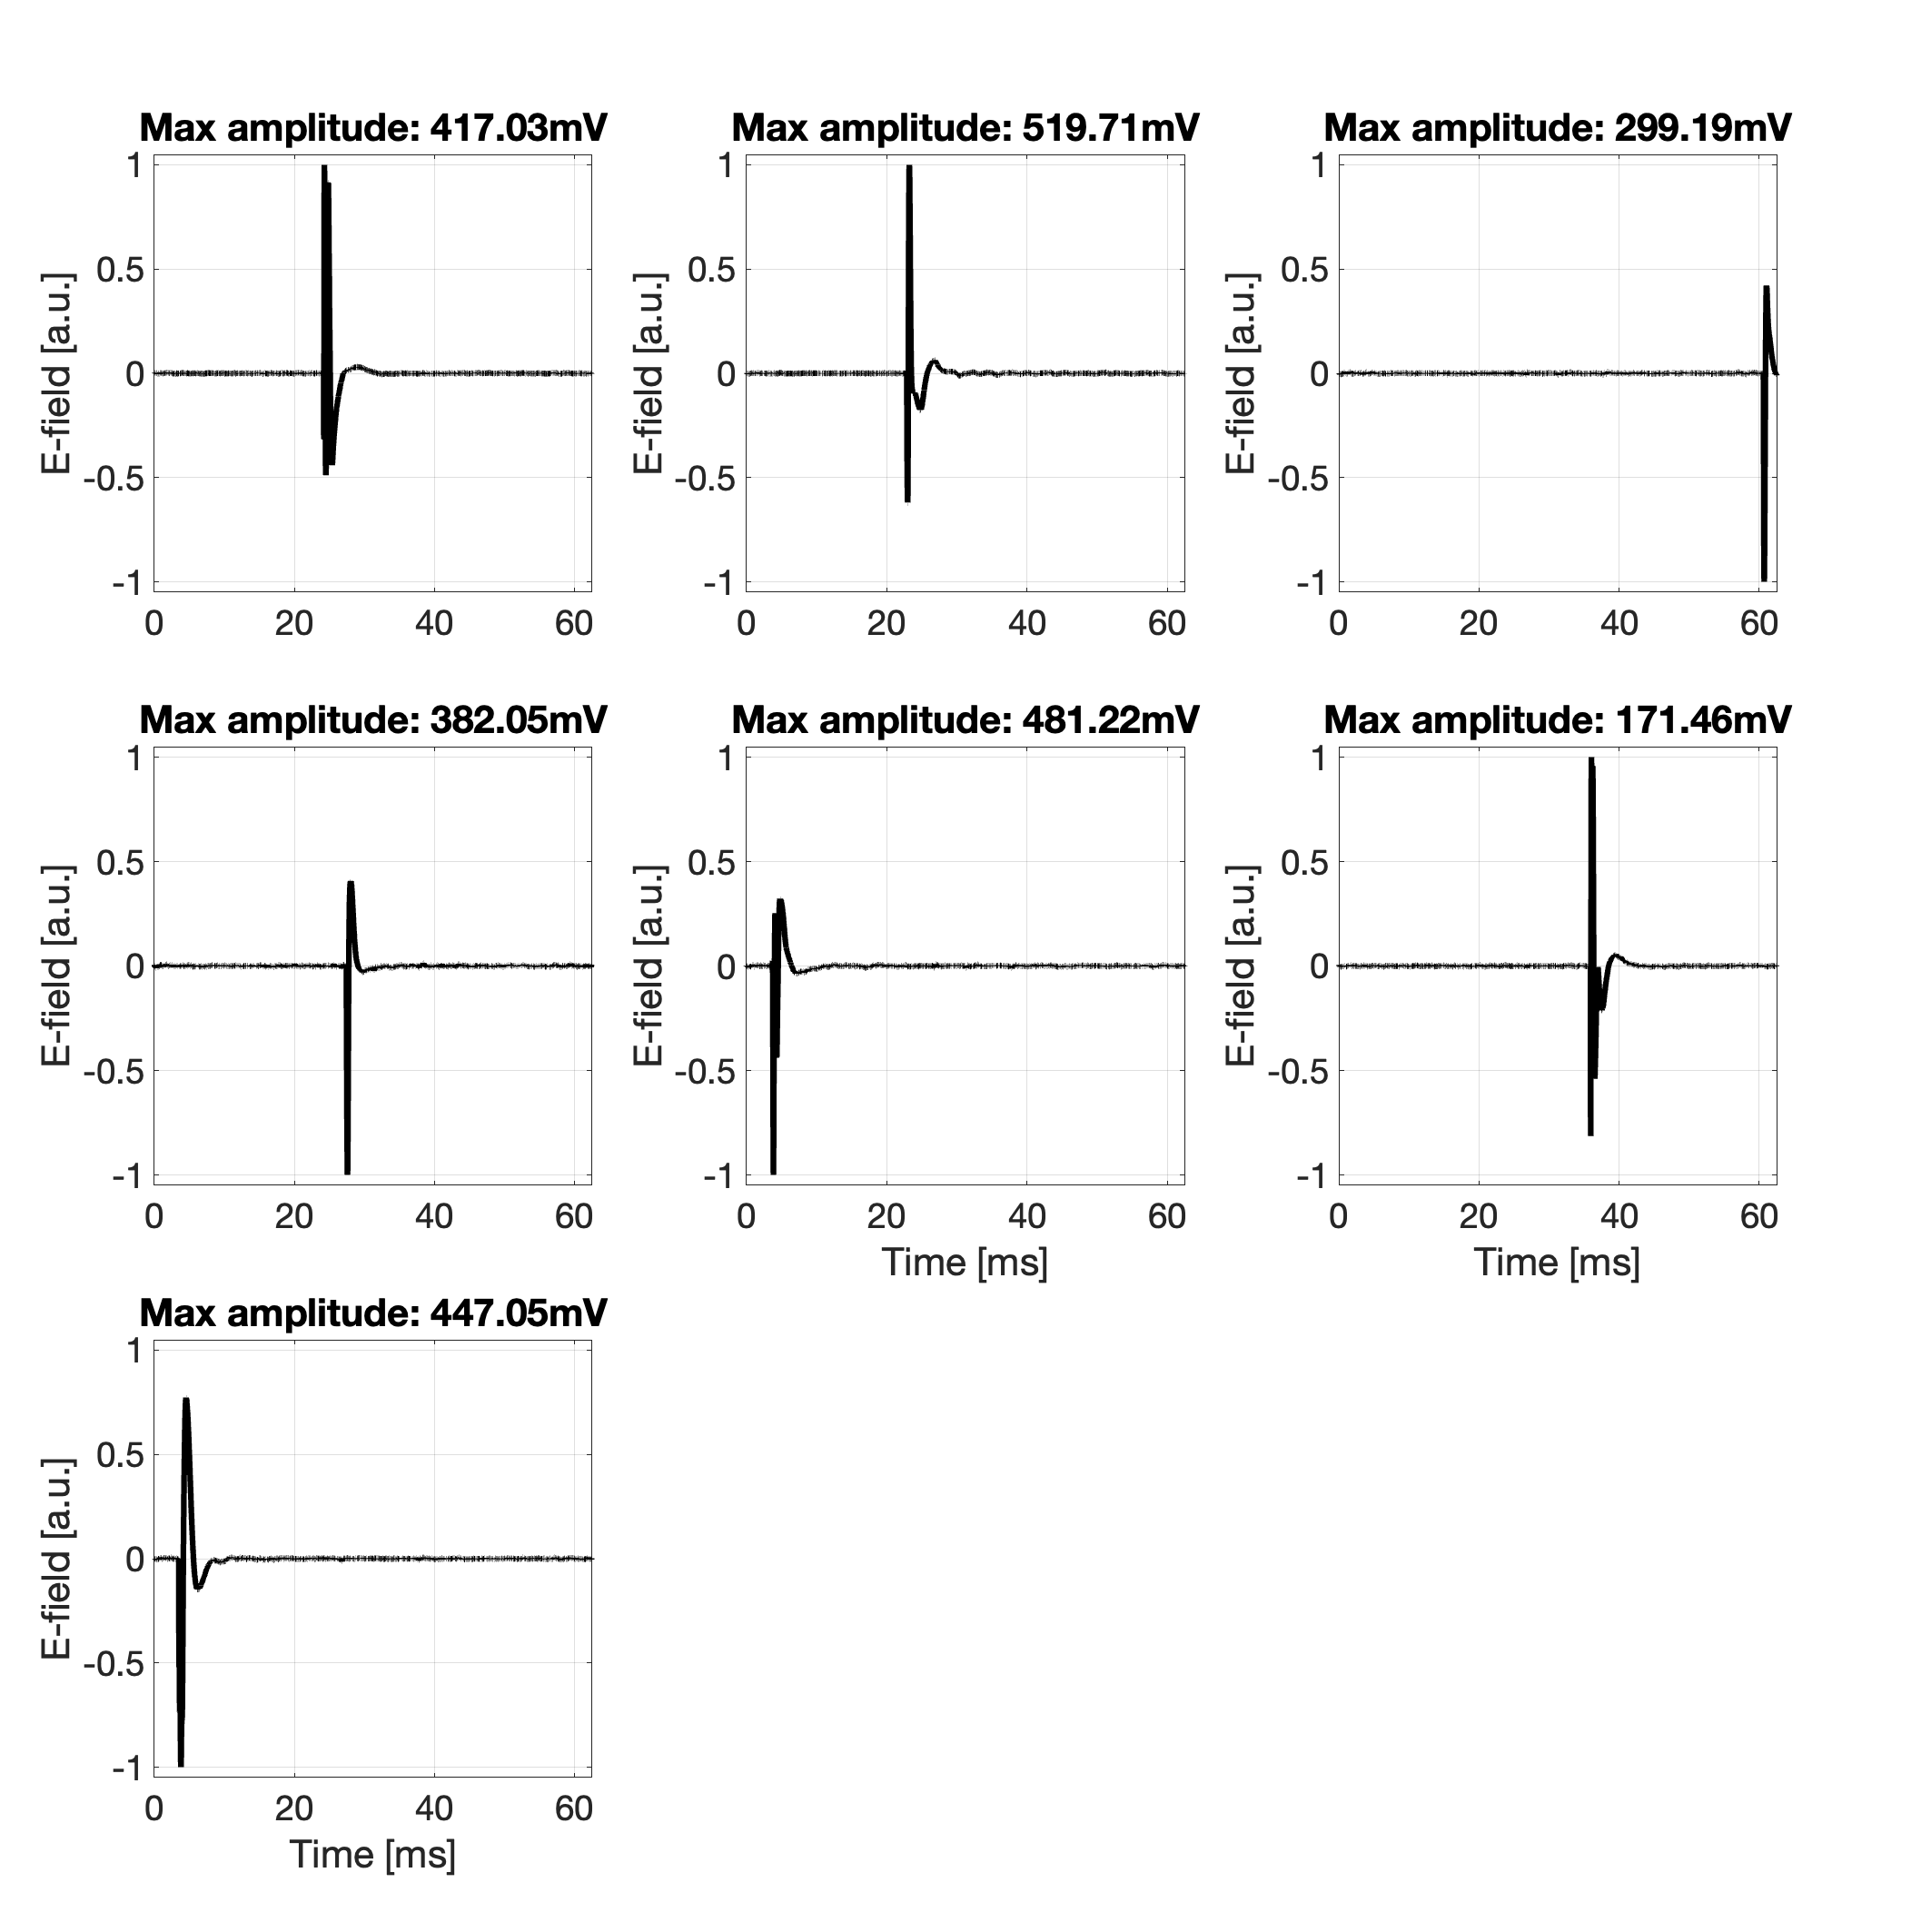 Max amplitude: 417.03mV
1
0.5
0
-0.5
-1
E-field [a.u.]
0 20 40 60
Max amplitude: 519.71mV
1
0.5
0
-0.5
-1
E-field [a.u.]
0 20 40 60
Max amplitude: 299.19mV
1
0.5
0
-0.5
-1
E-field [a.u.]
0 20 40 60
Max amplitude: 382.05mV
1
0.5
0
-0.5
-1
E-field [a.u.]
0 20 40 60
Max amplitude: 481.22mV
1
0.5
0
-0.5
-1
E-field [a.u.]
0 20 40 60
Time [ms]
Max amplitude: 171.46mV
1
0.5
0
-0.5
-1
E-field [a.u.]
0 20 40 60
Time [ms]
Max amplitude: 447.05mV
1
0.5
0
-0.5
-1
E-field [a.u.]
0 20 40 60
Time [ms]